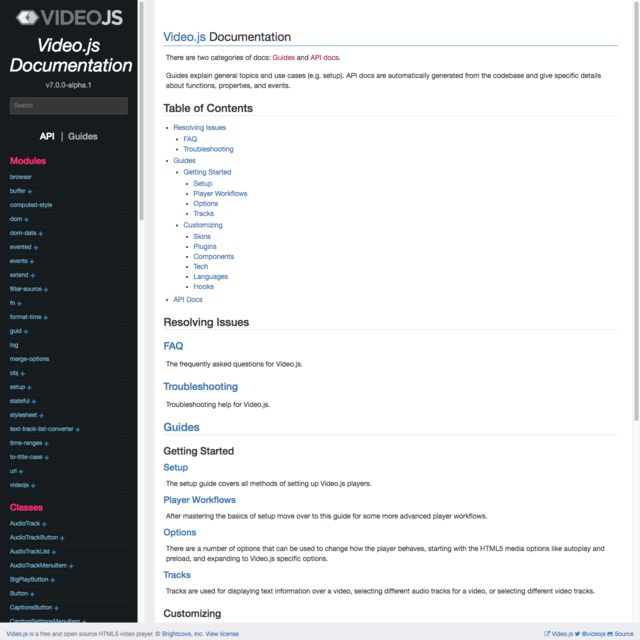 VIDEOJS
Video.js
Documentation
v7.0.0-alpha.1
Search
API | Guides
Modules
browser
buffer +
computed-style
dom +
dom-data +
evented +
events +
extend +
filter-source +
fn +
format-time +
guid +
log
merge-options
obj +
setup +
stateful +
stylesheet +
text-track-list-converter +
time-ranges +
to-title-case +
url +
videojs +
Classes
AudioTrack +
AudioTrackButton +
AudioTrackList +
AudioTrackMenuItem +
BigPlayButton +
Button +
CaptionsButton +
CaptionSettingsMenuItem +
Video.js Documentation
There are two categories of docs: Guides and API docs.
Guides explain general topics and use cases (e.g. setup). API docs are automatically generated from the codebase and give specific details
about functions, properties, and events.
Table of Contents
• Resolving Issues
• FAQ
• Troubleshooting
• Guides
• Getting Started
• Setup
• Player Workflows
• Options
• Tracks
• Customizing
• Skins
• Plugins
• Components
• Tech
• Languages
• Hooks
• API Docs
Resolving Issues
FAQ
The frequently asked questions for Video.js.
Troubleshooting
Troubleshooting help for Video.js.
Guides
Getting Started
Setup
The setup guide covers all methods of setting up Video.js players.
Player Workflows
After mastering the basics of setup move over to this guide for some more advanced player workflows.
Options
There are a number of options that can be used to change how the player behaves, starting with the HTML5 media options like autoplay and
preload, and expanding to Video.js specific options.
Tracks
Tracks are used for displaying text information over a video, selecting different audio tracks for a video, or selecting different video tracks.
Customizing
Video.js is a free and open source HTML5 video player. © Brightcove, Inc. View license
Video.js @videojs Source